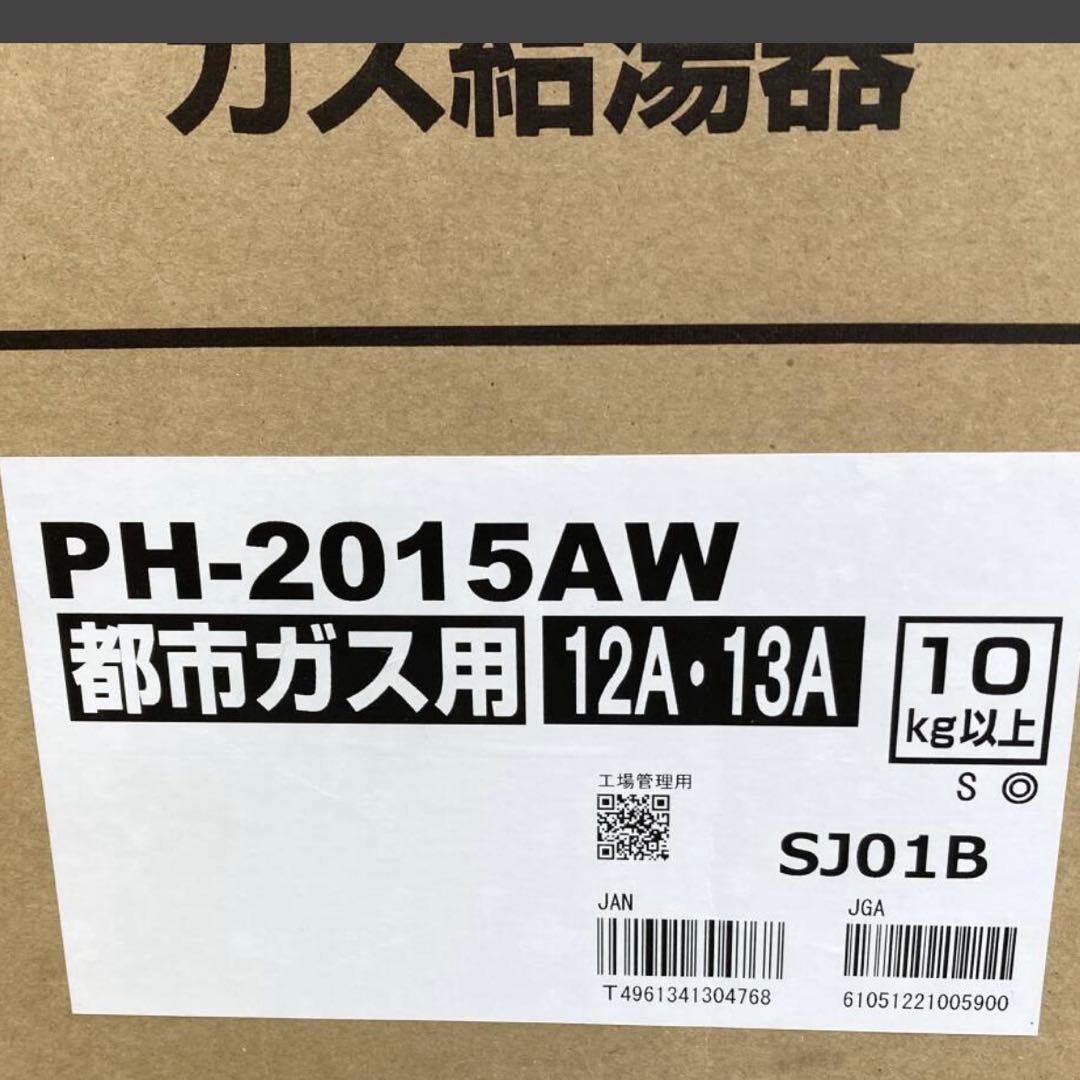 ガス給湯器
PH-2015AW
都市ガス用 12A・13A
10
kg以上
S ◎
工場管理用
SJ01B
JAN
JGA
T4961341304768
61051221005900